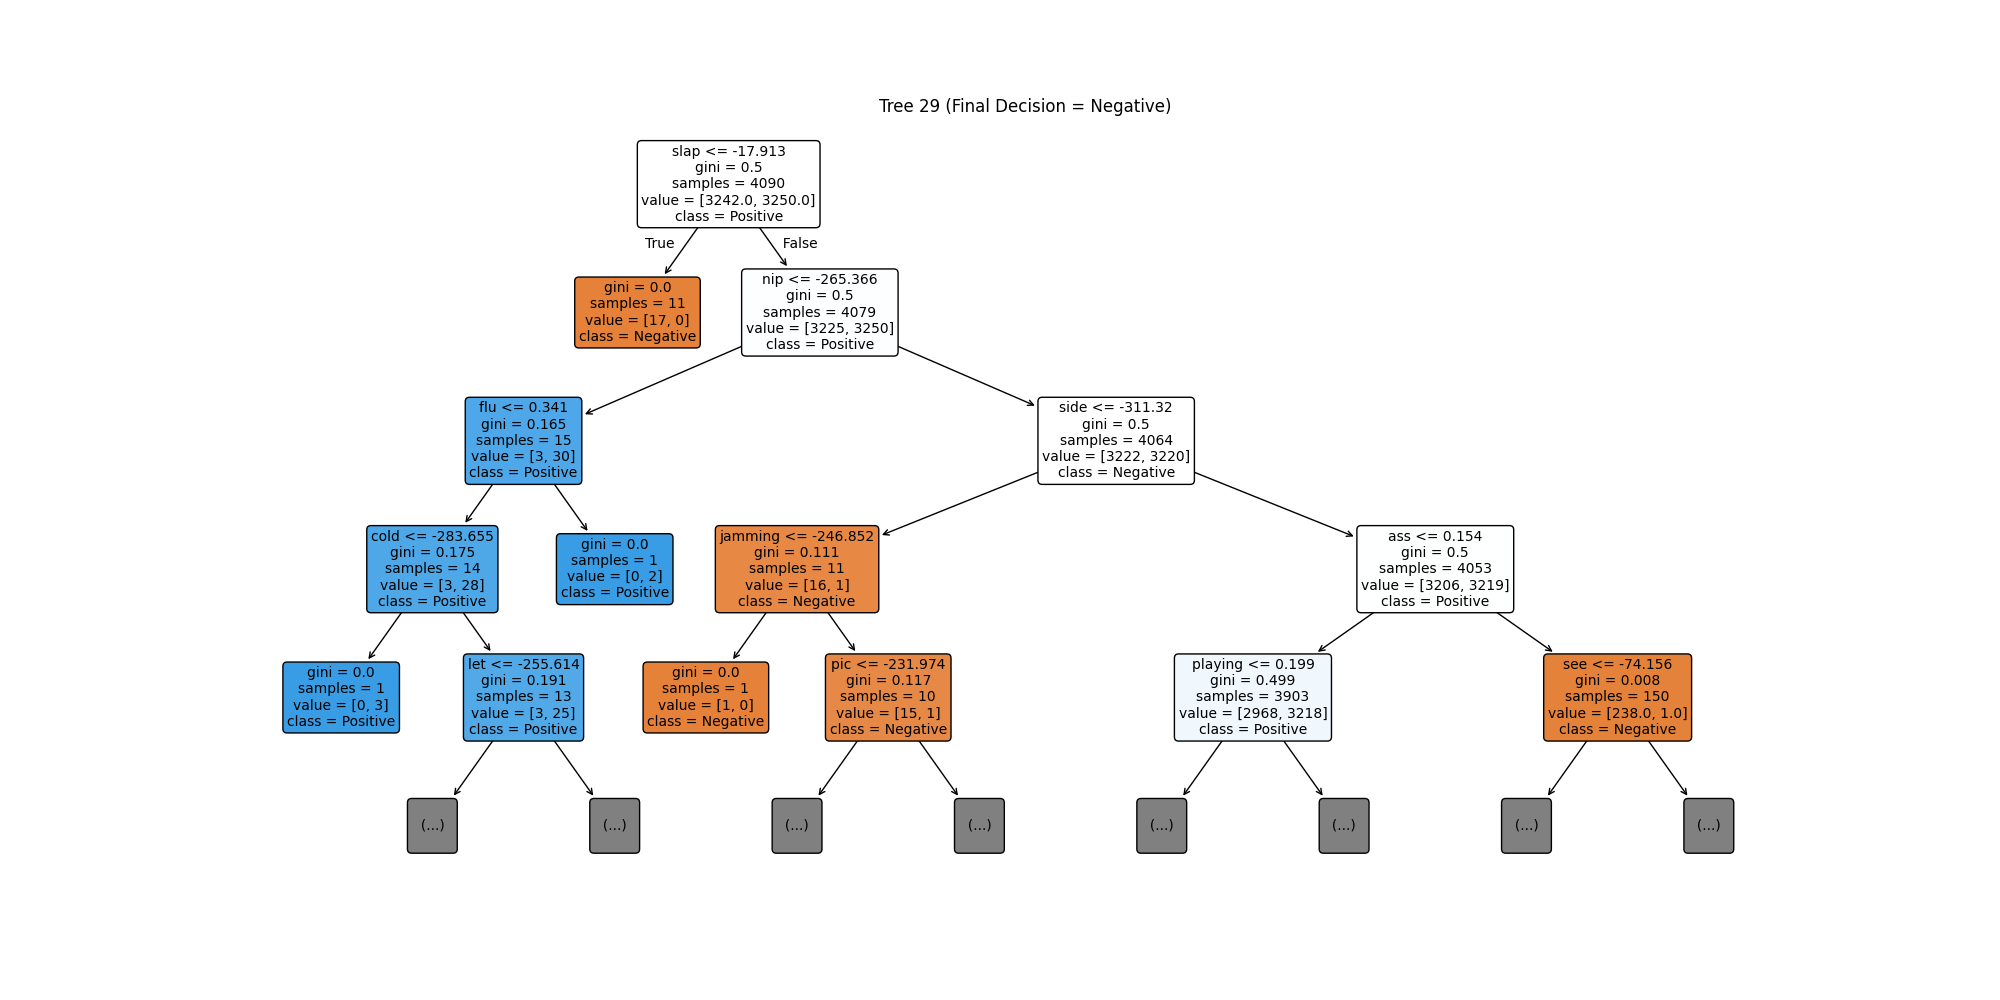 Tree 29 (Final Decision = Negative)
slap <= -17.913
gini = 0.5
samples = 4090
value = [3242.0, 3250.0]
class = Positive
True
False
gini = 0.0
samples = 11
value = [17, 0]
class = Negative
nip <= -265.366
gini = 0.5
samples = 4079
value = [3225, 3250]
class = Positive
flu <= 0.341
gini = 0.165
samples = 15
value = [3, 30]
class = Positive
side <= -311.32
gini = 0.5
samples = 4064
value = [3222, 3220]
class = Negative
cold <= -283.655
gini = 0.175
samples = 14
value = [3, 28]
class = Positive
gini = 0.0
samples = 1
value = [0, 2]
class = Positive
jamming <= -246.852
gini = 0.111
samples = 11
value = [16, 1]
class = Negative
ass <= 0.154
gini = 0.5
samples = 4053
value = [3206, 3219]
class = Positive
gini = 0.0
samples = 1
value = [0, 3]
class = Positive
let <= -255.614
gini = 0.191
samples = 13
value = [3, 25]
class = Positive
gini = 0.0
samples = 1
value = [1, 0]
class = Negative
pic <= -231.974
gini = 0.117
samples = 10
value = [15, 1]
class = Negative
playing <= 0.199
gini = 0.499
samples = 3903
value = [2968, 3218]
class = Positive
see <= -74.156
gini = 0.008
samples = 150
value = [238.0, 1.0]
class = Negative
(...)
(...)
(...)
(...)
(...)
(...)
(...)
(...)